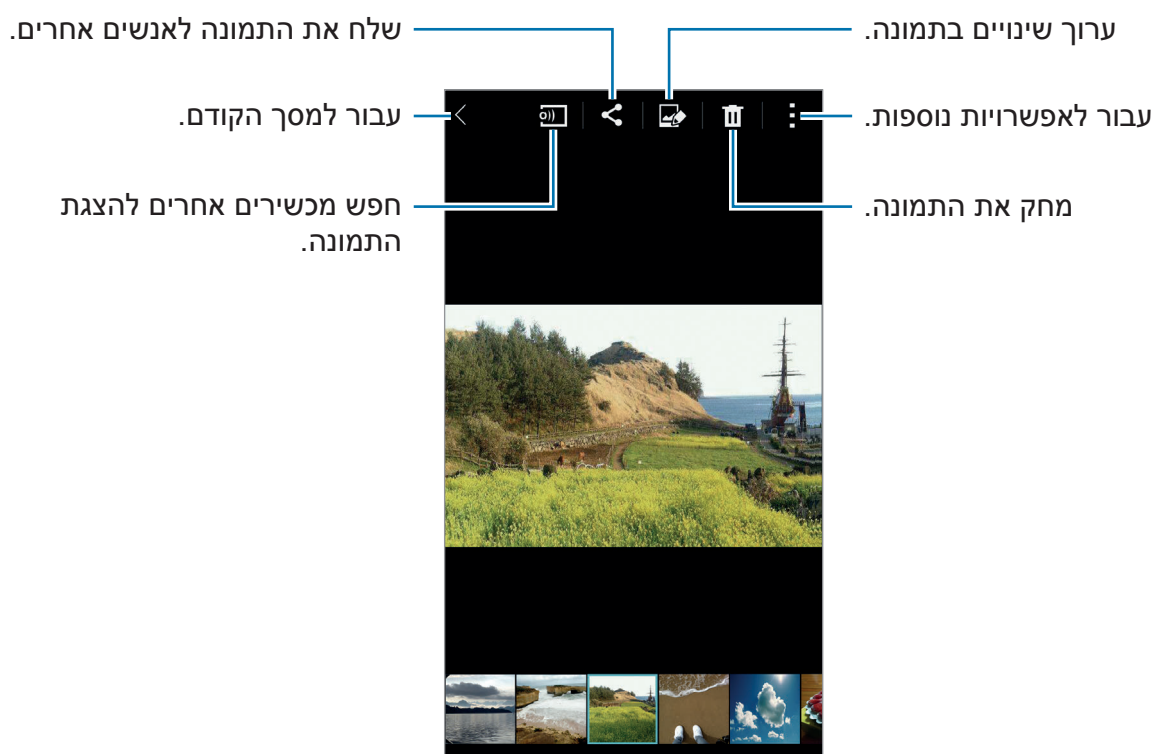 ערוך שינויים בתמונה.
שלח את התמונה לאנשים אחרים.
עבור לאפשרויות נוספות.
עבור למסך הקודם.
מחק את התמונה.
חפש מכשירים אחרים להצגת
התמונה.